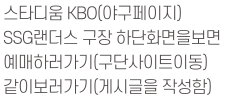 스타디움 KBO(야구페이지)
SSG랜더스 구장 하단화면을보면
예매하러가기(구단사이트이동)
같이보러가기(게시글을 작성함)